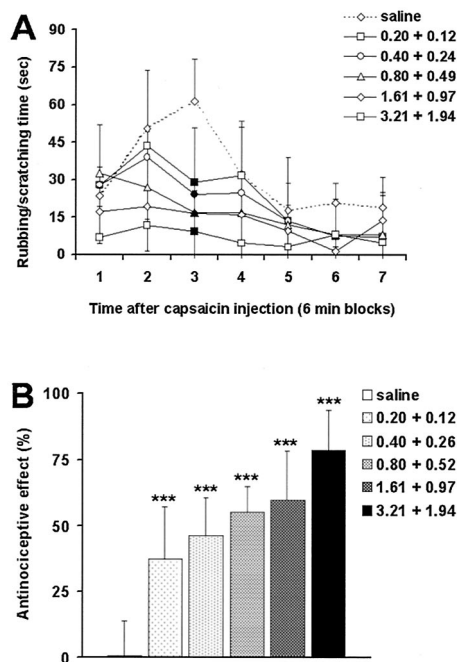 A
90
75
60
45
30
15
0
Rubbing/scratching time (sec)
1 2 3 4 5 6 7
Time after capsaicin injection (6 min blocks)
saline
0.20 + 0.12
0.40 + 0.24
0.80 + 0.49
1.61 + 0.97
3.21 + 1.94
B
100
75
50
25
0
Antinociceptive effect (%)
***
***
***
***
***
saline
0.20 + 0.12
0.40 + 0.26
0.80 + 0.52
1.61 + 0.97
3.21 + 1.94